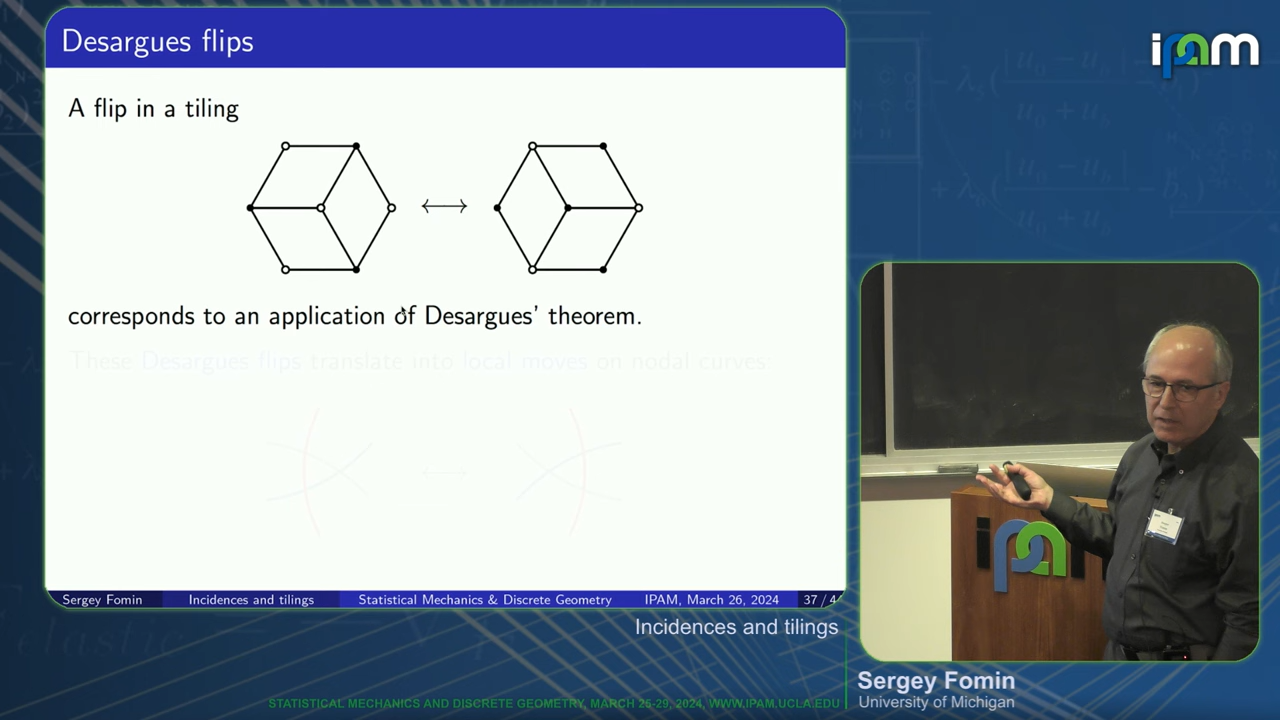 Desargues flips
ipam
A flip in a tiling
corresponds to an application of Desargues' theorem.
These Desargues flips translate into local moves on nodal curves
Sergey Fomin
Incidences and tilings
Statistical Mechanics & Discrete Geometry
IPAM, March 26, 2024
37 / 44
Incidences and tilings
Sergey Fomin
University of Michigan
STATISTICAL MECHANICS AND DISCRETE GEOMETRY, MARCH 25-29, 2024, WWW.IPAM.UCLA.EDU